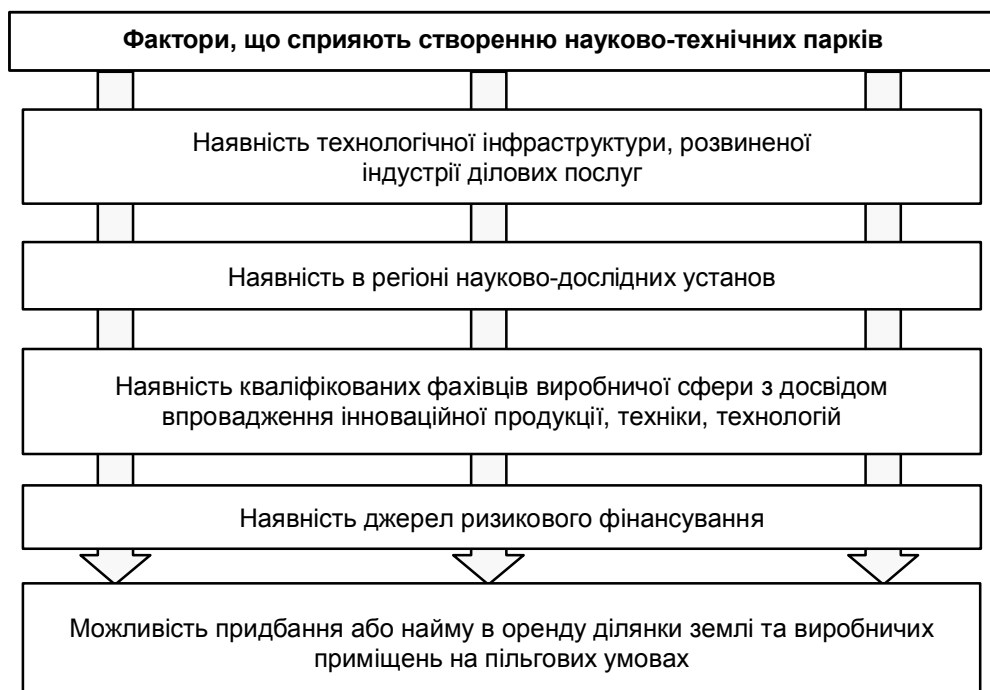 Фактори, що сприяють створенню науково-технічних парків
Наявність технологічної інфраструктури, розвиненої
індустрії ділових послуг
Наявність в регіоні науково-дослідних установ
Наявність кваліфікованих фахівців виробничої сфери з досвідом
впровадження інноваційної продукції, техніки, технологій
Наявність джерел ризикового фінансування
Можливість придбання або найму в оренду ділянки землі та виробничих
приміщень на пільгових умовах